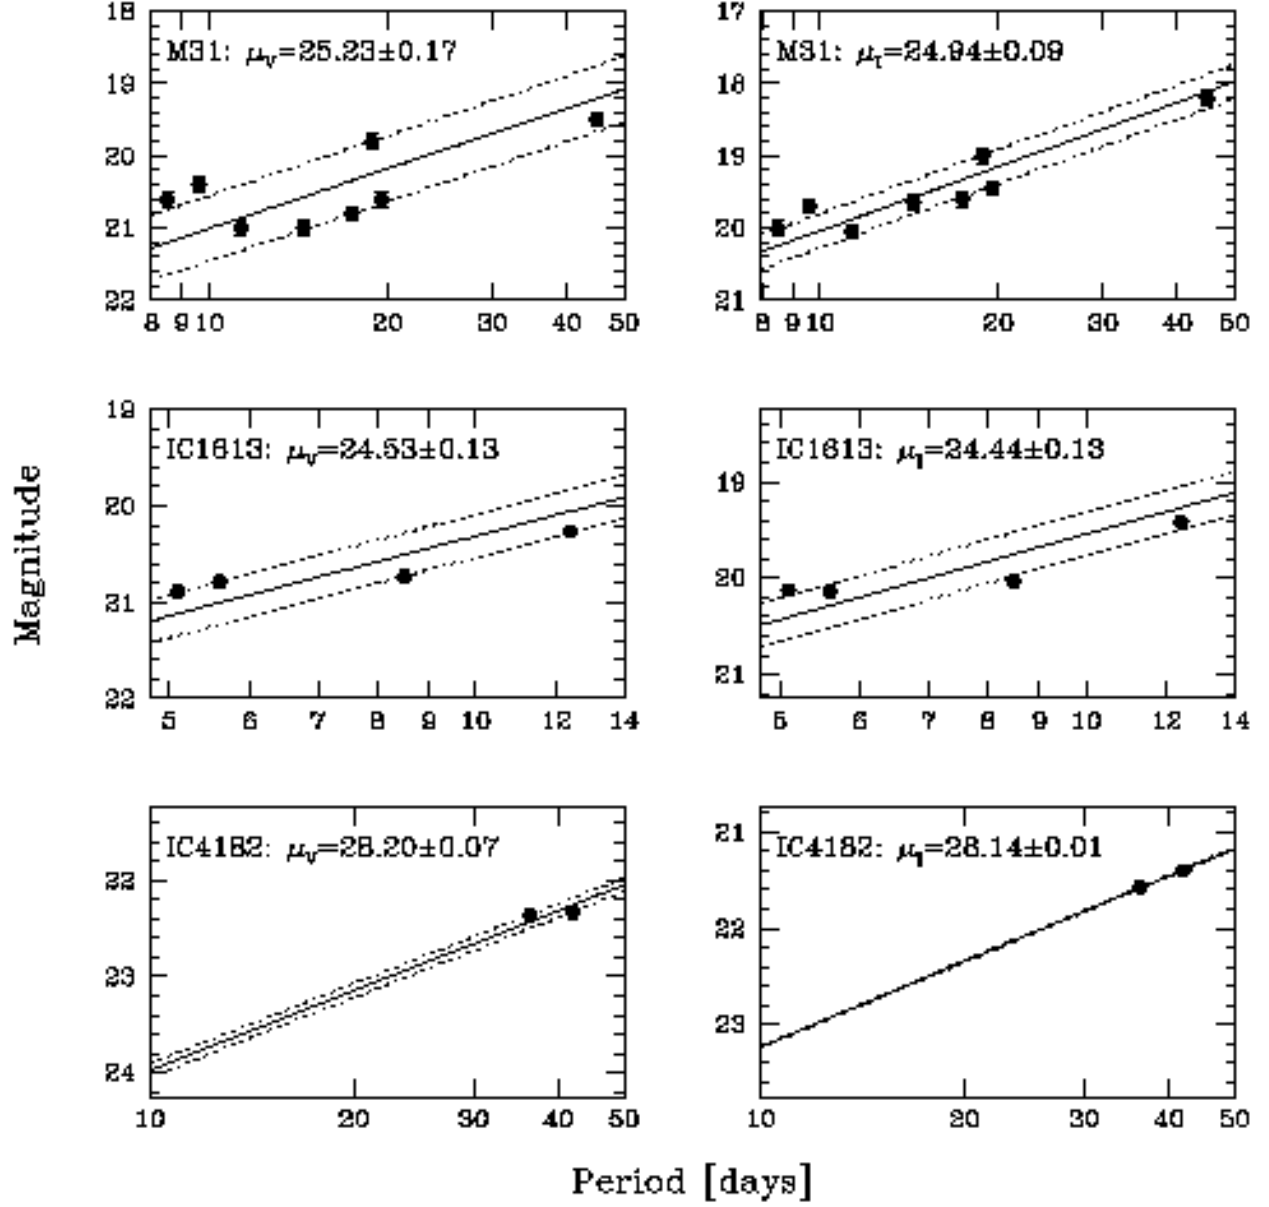 M31: μV=25.23±0.17
18
19
20
21
22
8 9 10 20 30 40 50
M31: μI=24.94±0.09
17
18
19
20
21
8 9 10 20 30 40 50
IC1613: μV=24.53±0.13
19
20
21
22
5 6 7 8 9 10 12 14
IC1613: μI=24.44±0.13
19
20
21
5 6 7 8 9 10 12 14
IC4182: μV=28.20±0.07
22
23
24
10 20 30 40 50
IC4182: μI=28.14±0.01
21
22
23
10 20 30 40 50
Magnitude
Period [days]